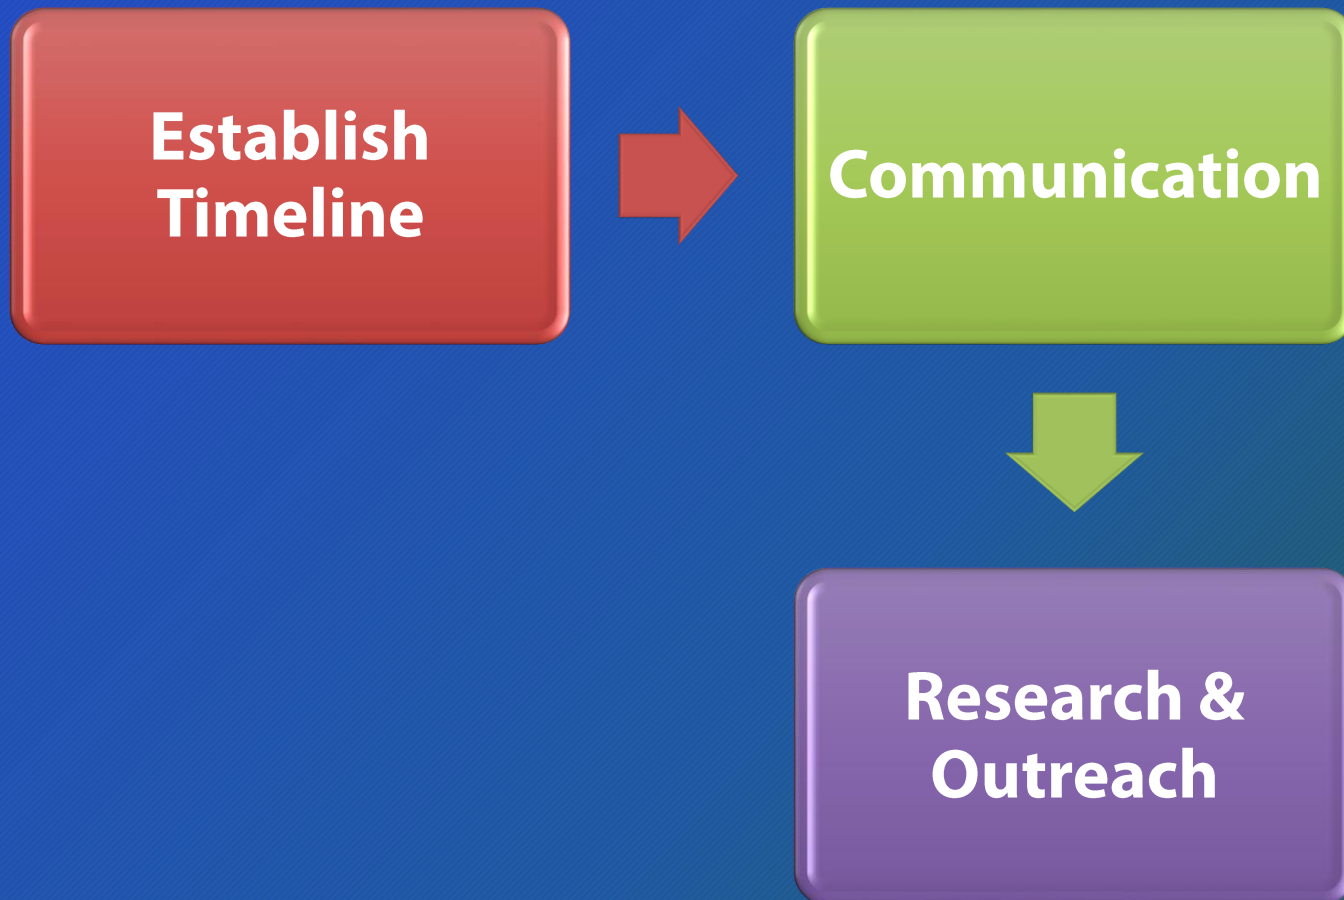 Establish
Timeline
Communication
Research &
Outreach